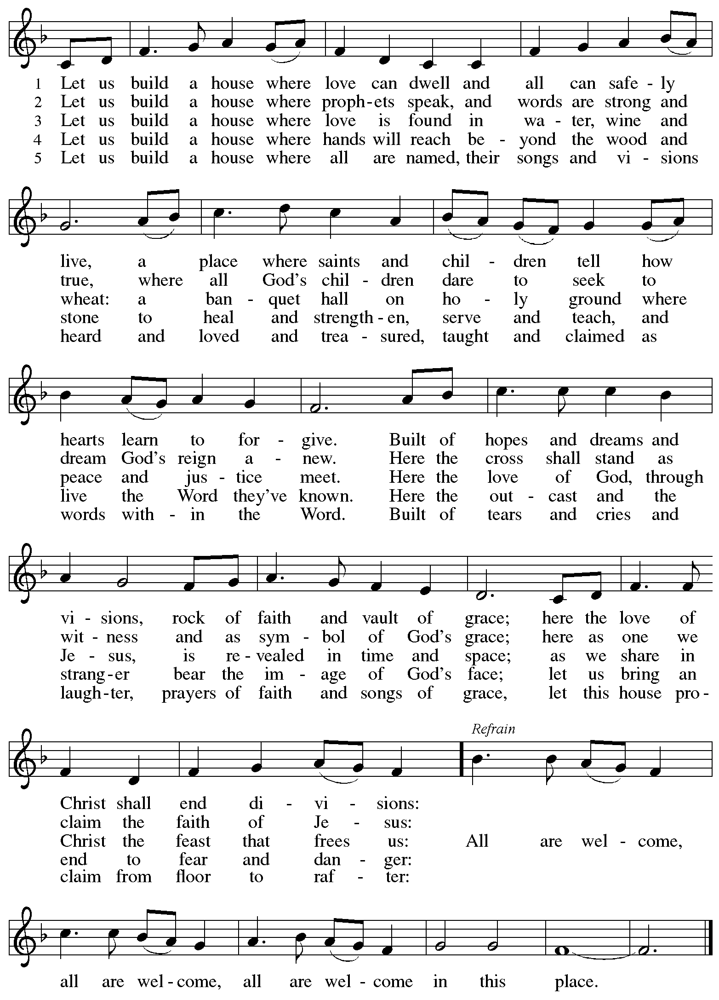 1 Let us build a house where love can dwell and all can safe - ly
2 Let us build a house where proph - ets speak, and words are strong and
3 Let us build a house where love is found in wa - ter, wine and
4 Let us build a house where hands will reach be - yond the wood and
5 Let us build a house where all are named, their songs and vi - sions
live, a place where saints and chil - dren tell how
true, where all God's chil - dren dare to seek to
wheat: a ban - quet hall on ho - ly ground where
stone to heal and strength - en, serve and teach, and
heard and loved and trea - sured, taught and claimed as
hearts learn to for - give. Built of hopes and dreams and
dream God's reign a - new. Here the cross shall stand as
peace and jus - tice meet. Here the love of God, through
live the Word they've known. Here the out - cast and the
words with - in the Word. Built of tears and cries and
vi - sions, rock of faith and vault of grace; here the love of
wit - ness and as sym - bol of God's grace; here as one we
Je - sus, is re - vealed in time and space; as we share in
strang - er bear the im - age of God's face; let us bring an
laugh - ter, prayers of faith and songs of grace, let this house pro -
Refrain
Christ shall end di - vi - sions:
claim the faith of Je - sus:
Christ the feast that frees us: All are wel - come,
end to fear and dan - ger:
claim from floor to raf - ter:
all are wel - come, all are wel - come in this place.